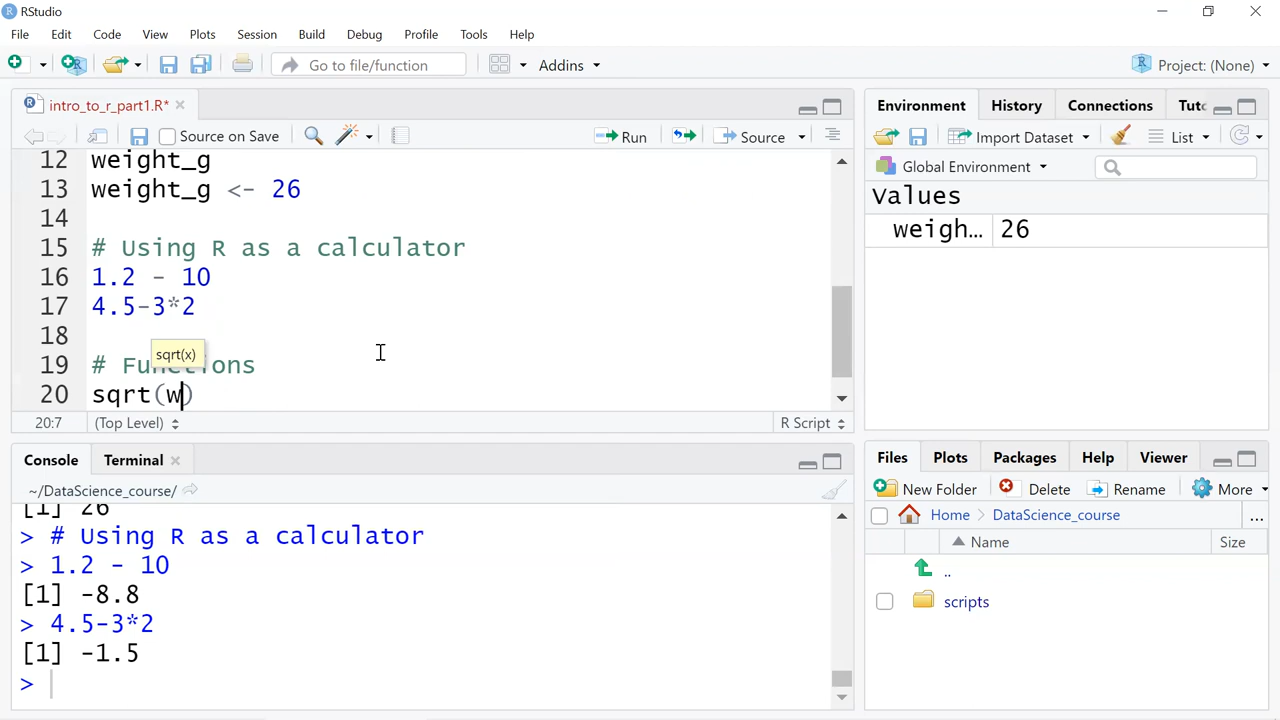 RStudio
File Edit Code View Plots Session Build Debug Profile Tools Help
Go to file/function Addins Project: (None)
intro_to_r_part1.R*
Source on Save Run Source
12 weight_g
13 weight_g <- 26
14
15 # Using R as a calculator
16 1.2 - 10
17 4.5-3*2
18
sqrt(x)
19 # Functions
20 sqrt(w)
20:7 (Top Level) R Script
Console Terminal
~/DataScience_course/
[1] 26
> # Using R as a calculator
> 1.2 - 10
[1] -8.8
> 4.5-3*2
[1] -1.5
>
Environment History Connections Tuto
Import Dataset List
Global Environment
Values
weigh… 26
Files Plots Packages Help Viewer
New Folder Delete Rename More
Home DataScience_course ...
Name Size
..
scripts